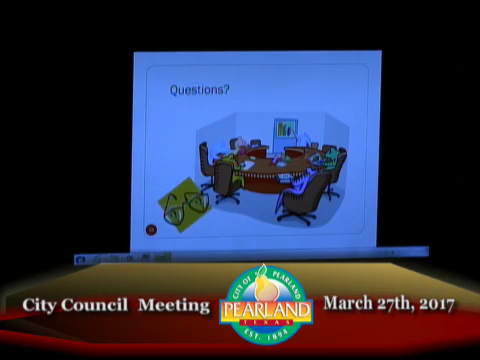 Questions?
City Council Meeting
CITY OF PEARLAND
PEARLAND
TEXAS
EST. 1894
March 27th, 2017